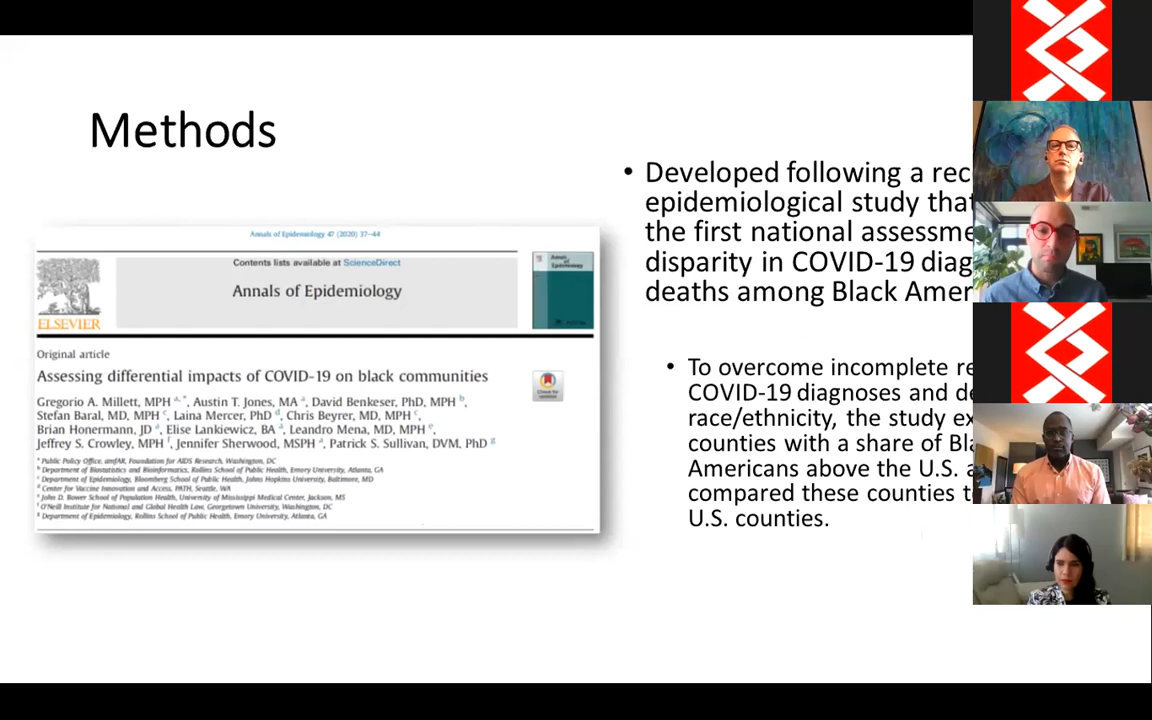 Methods
Annals of Epidemiology 47 (2020) 37–44
Contents lists available at ScienceDirect
Annals of Epidemiology
ELSEVIER
Annals of
Epidemiology
Original article
Check for
updates
Assessing differential impacts of COVID-19 on black communities
Gregorio A. Millett, MPH a, *, Austin T. Jones, MA a, David Benkeser, PhD, MPH b,
Stefan Baral, MD, MPH c, Laina Mercer, PhD d, Chris Beyrer, MD, MPH c,
Brian Honermann, JD a, Elise Lankiewicz, BA a, Leandro Mena, MD, MPH e,
Jeffrey S. Crowley, MPH f, Jennifer Sherwood, MSPH a, Patrick S. Sullivan, DVM, PhD g
a Public Policy Office, amfAR, Foundation for AIDS Research, Washington, DC
b Department of Biostatistics and Bioinformatics, Rollins School of Public Health, Emory University, Atlanta, GA
c Department of Epidemiology, Bloomberg School of Public Health, Johns Hopkins University, Baltimore, MD
d Center for Vaccine Innovation and Access, PATH, Seattle, WA
e John D. Bower School of Population Health, University of Mississippi Medical Center, Jackson, MS
f O'Neill Institute for National and Global Health Law, Georgetown University, Washington, DC
g Department of Epidemiology, Rollins School of Public Health, Emory University, Atlanta, GA
• Developed following a rec
epidemiological study that
the first national assessme
disparity in COVID-19 diag
deaths among Black Amer
• To overcome incomplete re
COVID-19 diagnoses and de
race/ethnicity, the study ex
counties with a share of Bla
Americans above the U.S. a
compared these counties t
U.S. counties.